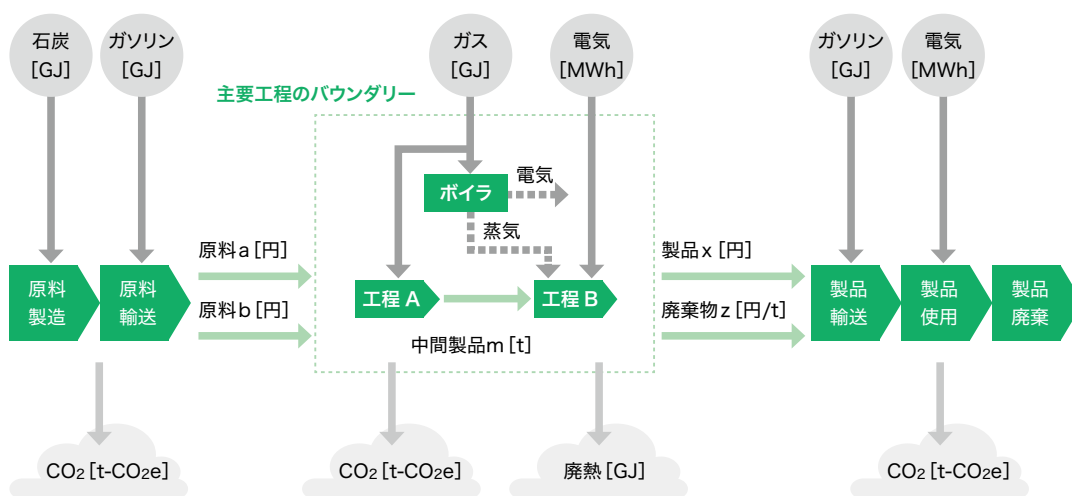 石炭
[GJ]
ガソリン
[GJ]
ガス
[GJ]
電気
[MWh]
ガソリン
[GJ]
電気
[MWh]
主要工程のバウンダリー
ボイラ
電気
蒸気
原料
製造
原料
輸送
原料a[円]
原料b[円]
工程 A
工程 B
中間製品m[t]
製品x[円]
廃棄物z[円/t]
製品
輸送
製品
使用
製品
廃棄
CO2[t-CO2e]
CO2[t-CO2e]
廃熱[GJ]
CO2[t-CO2e]